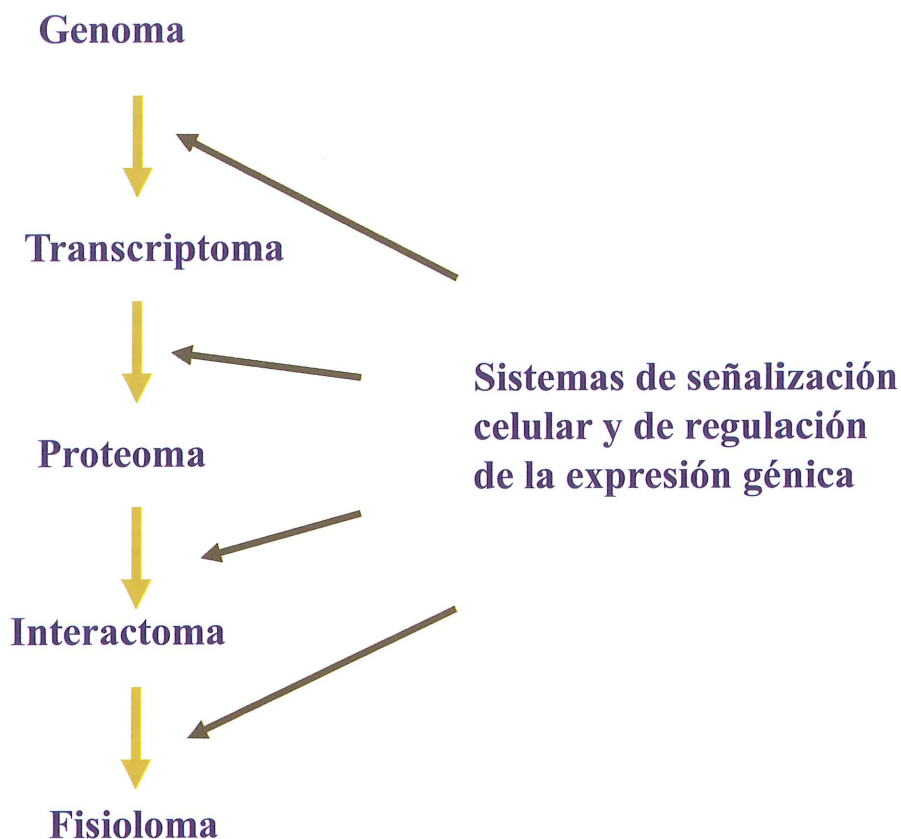 Genoma
Transcriptoma
Proteoma
Interactoma
Fisioloma
Sistemas de señalización
celular y de regulación
de la expresión génica